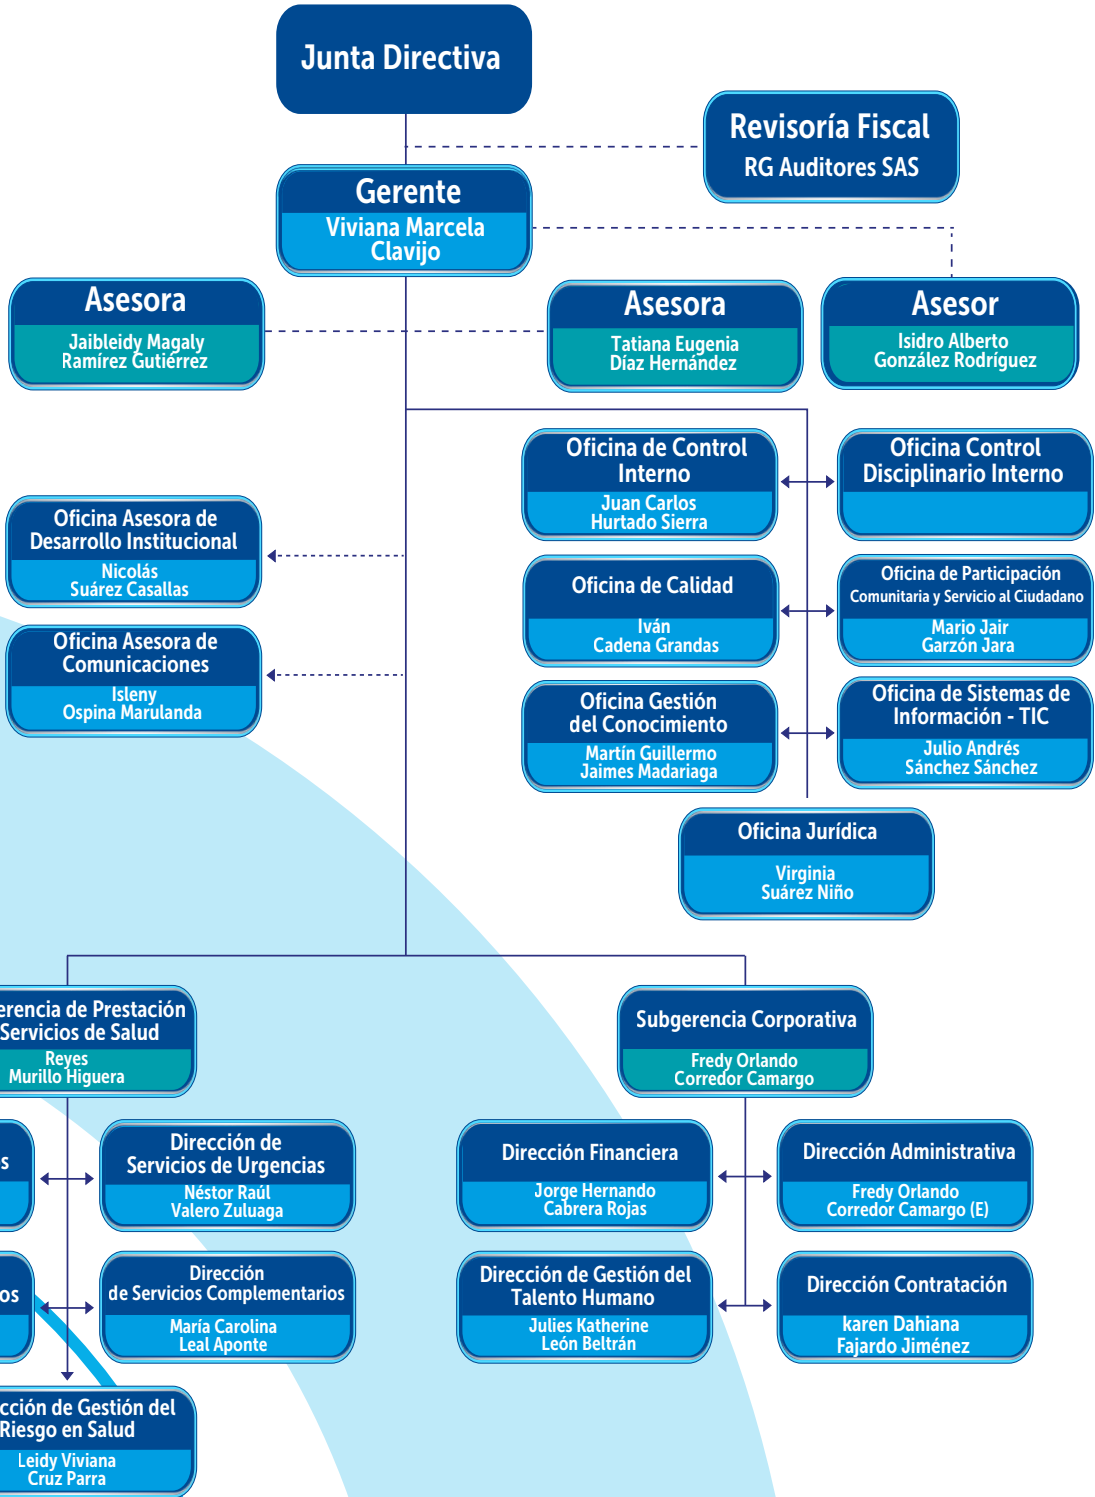 Junta Directiva
Revisoría Fiscal
RG Auditores SAS
Gerente
Viviana Marcela
Clavijo
Asesora
Jaibleidy Magaly
Ramírez Gutiérrez
Asesora
Tatiana Eugenia
Díaz Hernández
Asesor
Isidro Alberto
González Rodríguez
Oficina de Control
Interno
Juan Carlos
Hurtado Sierra
Oficina Control
Disciplinario Interno
Oficina Asesora de
Desarrollo Institucional
Nicolás
Suárez Casallas
Oficina de Calidad
Iván
Cadena Grandas
Oficina de Participación
Comunitaria y Servicio al Ciudadano
Mario Jair
Garzón Jara
Oficina Asesora de
Comunicaciones
Isleny
Ospina Marulanda
Oficina Gestión
del Conocimiento
Martín Guillermo
Jaimes Madariaga
Oficina de Sistemas de
Información - TIC
Julio Andrés
Sánchez Sánchez
Oficina Jurídica
Virginia
Suárez Niño
erencia de Prestación
Servicios de Salud
Reyes
Murillo Higuera
Subgerencia Corporativa
Fredy Orlando
Corredor Camargo
s
Dirección de
Servicios de Urgencias
Néstor Raúl
Valero Zuluaga
Dirección Financiera
Jorge Hernando
Cabrera Rojas
Dirección Administrativa
Fredy Orlando
Corredor Camargo (E)
os
Dirección
de Servicios Complementarios
María Carolina
Leal Aponte
Dirección de Gestión del
Talento Humano
Julies Katherine
León Beltrán
Dirección Contratación
karen Dahiana
Fajardo Jiménez
cción de Gestión del
Riesgo en Salud
Leidy Viviana
Cruz Parra